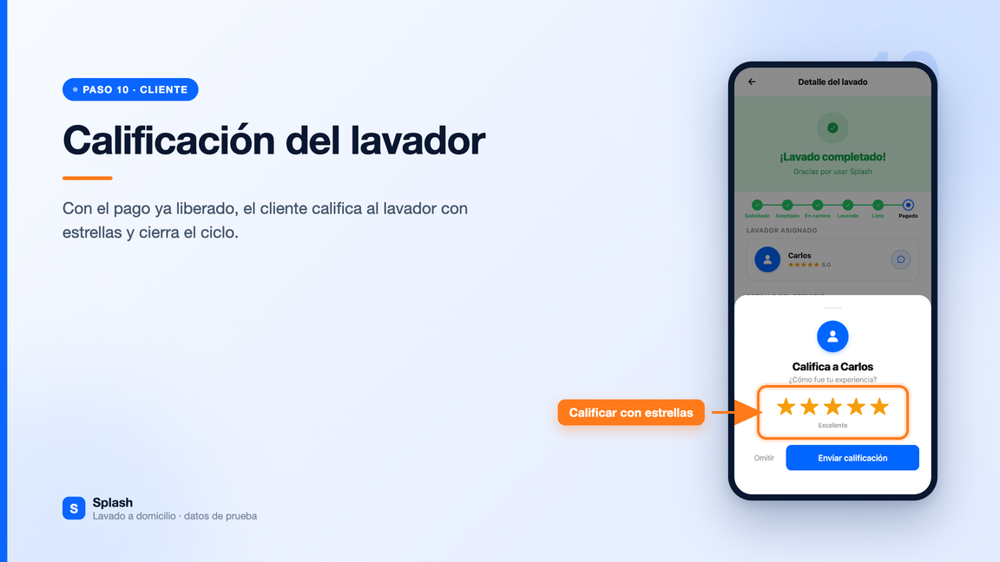 PASO 10 · CLIENTE
Calificación del lavador
Con el pago ya liberado, el cliente califica al lavador con
estrellas y cierra el ciclo.
Calificar con estrellas
S
Splash
Lavado a domicilio · datos de prueba
Detalle del lavado
¡Lavado completado!
Gracias por usar Splash
Solicitado Aceptado En camino Lavando Listo Pagado
LAVADOR ASIGNADO
Carlos
★★★★★ 5.0
Califica a Carlos
¿Cómo fue tu experiencia?
Excelente
Omitir
Enviar calificación